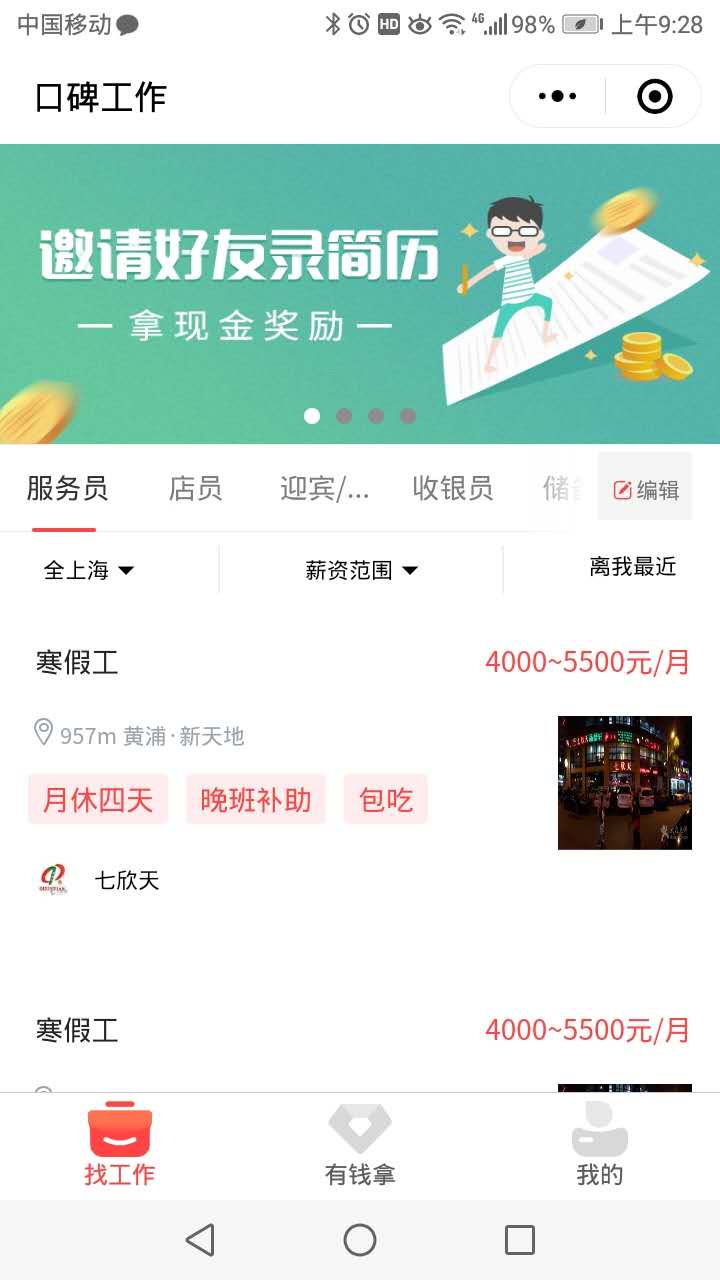 中国移动
HD 4G 98% 上午9:28
口碑工作
邀请好友录简历
拿现金奖励
服务员 店员 迎宾/... 收银员 储 编辑
全上海 薪资范围 离我最近
寒假工 4000~5500元/月
957m 黄浦·新天地
月休四天 晚班补助 包吃
七欣天
寒假工 4000~5500元/月
找工作 有钱拿 我的